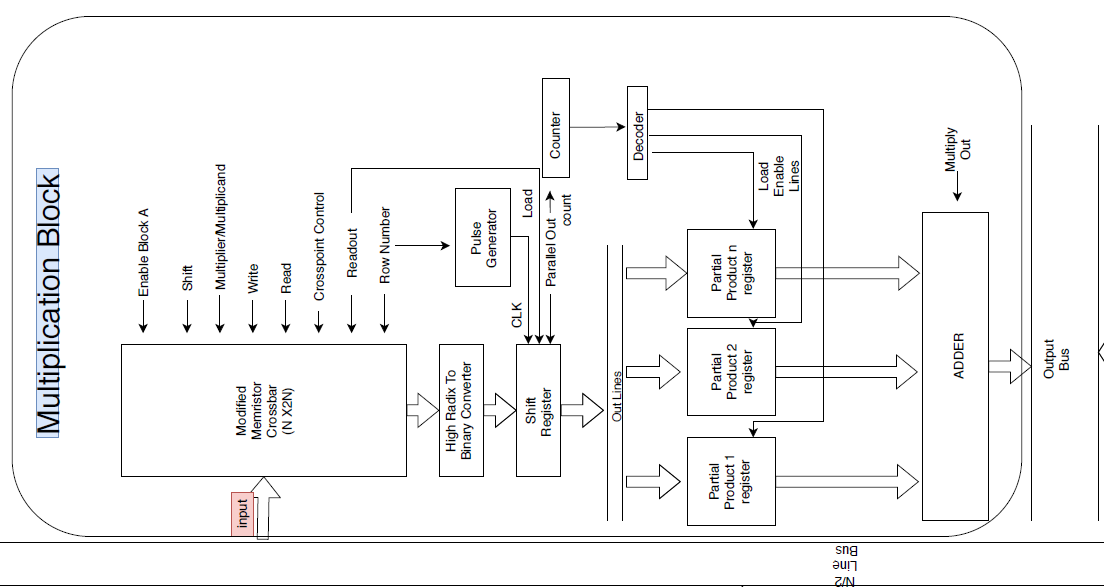 Multiplication Block
Enable Block A
Shift
Multiplier/Multiplicand
Write
Read
Crosspoint Control
Readout
Row Number
Modified
Memristor
Crossbar
(N X2N)
input
High Radix To
Binary Converter
Pulse
Generator
CLK
Load
Parallel Out
count
Shift
Register
Counter
Decoder
Load
Enable
Lines
Out Lines
Partial
Product n
register
Partial
Product 2
register
Partial
Product 1
register
Multiply
Out
ADDER
Output
Bus
N/2
Line
Bus